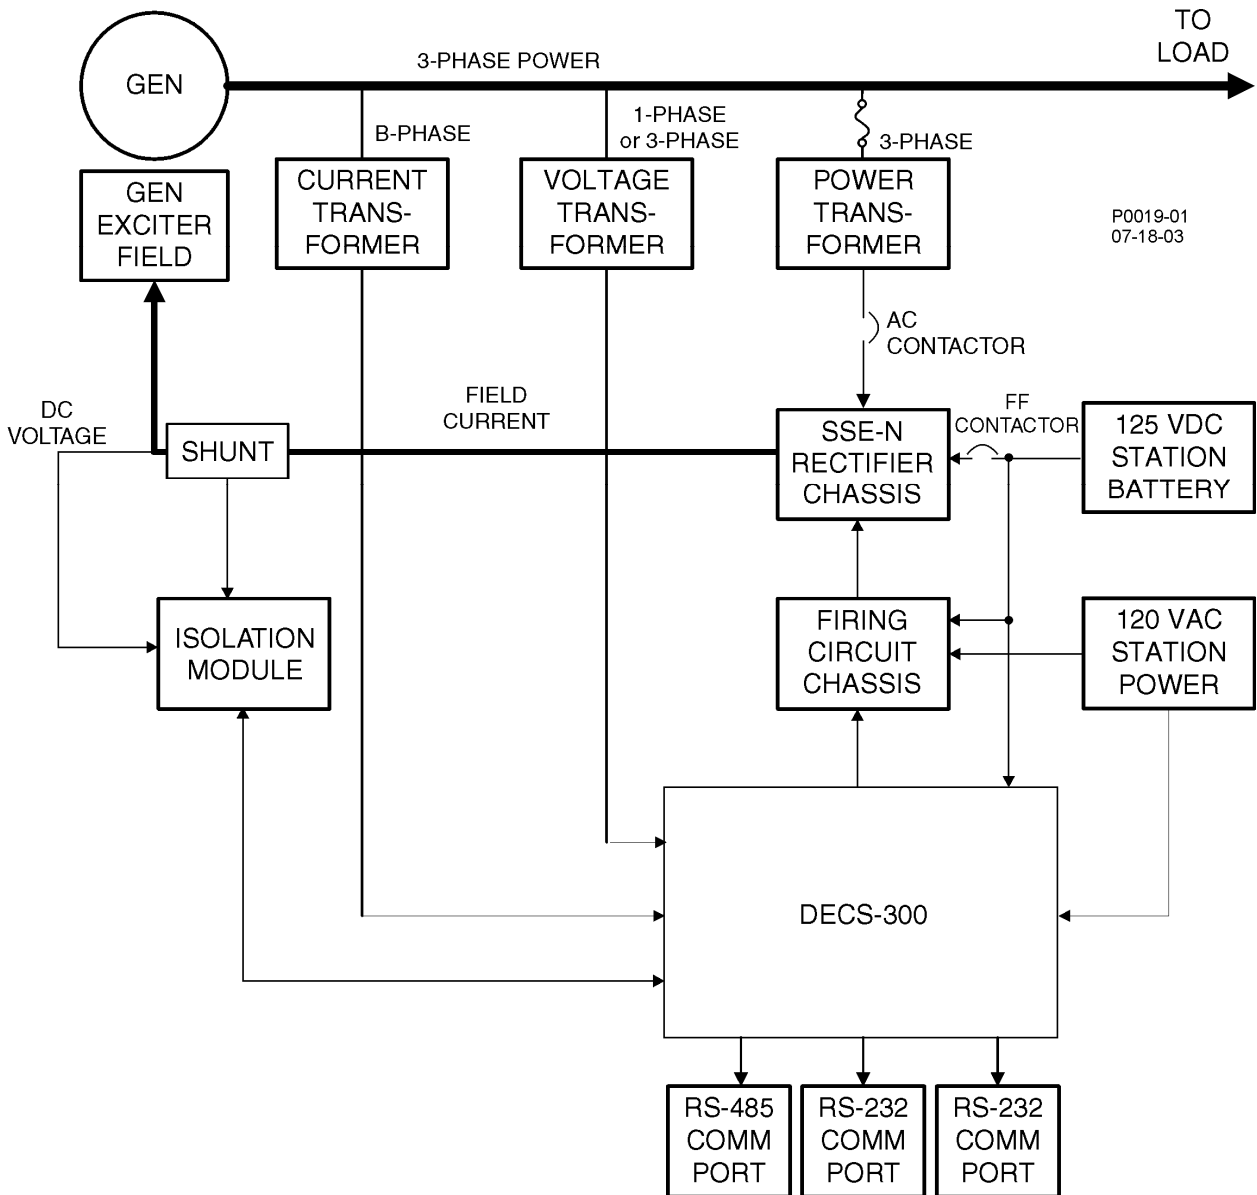 TO
LOAD
3-PHASE POWER
GEN
B-PHASE
1-PHASE
or 3-PHASE
3-PHASE
GEN
EXCITER
FIELD
CURRENT
TRANS-
FORMER
VOLTAGE
TRANS-
FORMER
POWER
TRANS-
FORMER
P0019-01
07-18-03
AC
CONTACTOR
DC
VOLTAGE
FIELD
CURRENT
SHUNT
SSE-N
RECTIFIER
CHASSIS
FF
CONTACTOR
125 VDC
STATION
BATTERY
ISOLATION
MODULE
FIRING
CIRCUIT
CHASSIS
120 VAC
STATION
POWER
DECS-300
RS-485
COMM
PORT
RS-232
COMM
PORT
RS-232
COMM
PORT